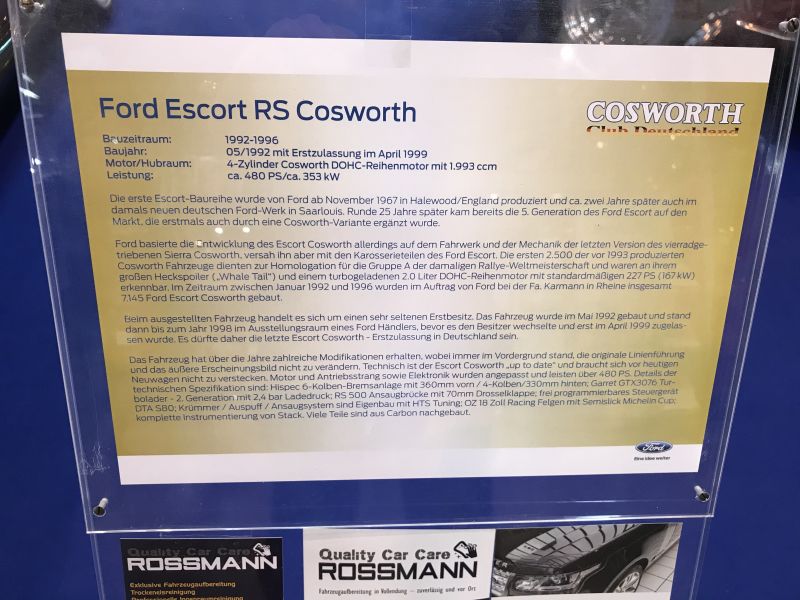 Ford Escort RS Cosworth
COSWORTH
Club Deutschland
Bauzeitraum: 1992-1996
Baujahr: 05/1992 mit Erstzulassung im April 1999
Motor/Hubraum: 4-Zylinder Cosworth DOHC-Reihenmotor mit 1.993 ccm
Leistung: ca. 480 PS/ca. 353 kW
Die erste Escort-Baureihe wurde von Ford ab November 1967 in Halewood/England produziert und ca. zwei Jahre später auch im
damals neuen deutschen Ford-Werk in Saarlouis. Runde 25 Jahre später kam bereits die 5. Generation des Ford Escort auf den
Markt, die erstmals auch durch eine Cosworth-Variante ergänzt wurde.
Ford basierte die Entwicklung des Escort Cosworth allerdings auf dem Fahrwerk und der Mechanik der letzten Version des vierradge-
triebenen Sierra Cosworth, versah ihn aber mit den Karosserieteilen des Ford Escort. Die ersten 2.500 der vor 1993 produzierten
Cosworth Fahrzeuge dienten zur Homologation für die Gruppe A der damaligen Rallye-Weltmeisterschaft und waren an ihrem
großen Heckspoiler („Whale Tail“) und einem turbogeladenen 2.0 Liter DOHC-Reihenmotor mit standardmäßigen 227 PS (167 kW)
erkennbar. Im Zeitraum zwischen Januar 1992 und 1996 wurden im Auftrag von Ford bei der Fa. Karmann in Rheine insgesamt
7.145 Ford Escort Cosworth gebaut.
Beim ausgestellten Fahrzeug handelt es sich um einen sehr seltenen Erstbesitz. Das Fahrzeug wurde im Mai 1992 gebaut und stand
dann bis zum Jahr 1998 im Ausstellungsraum eines Ford Händlers, bevor es den Besitzer wechselte und erst im April 1999 zugelas-
sen wurde. Es dürfte daher die letzte Escort Cosworth - Erstzulassung in Deutschland sein.
Das Fahrzeug hat über die Jahre zahlreiche Modifikationen erhalten, wobei immer im Vordergrund stand, die originale Linienführung
und das äußere Erscheinungsbild nicht zu verändern. Technisch ist der Escort Cosworth „up to date“ und braucht sich vor heutigen
Neuwagen nicht zu verstecken. Motor und Antriebsstrang sowie Elektronik wurden angepasst und leisten über 480 PS. Details der
technischen Spezifikation sind: Hispec 6-Kolben-Bremsanlage mit 360mm vorn / 4-Kolben/330mm hinten; Garret GTX3076 Tur-
bolader - 2. Generation mit 2,4 bar Ladedruck; RS 500 Ansaugbrücke mit 70mm Drosselklappe; frei programmierbares Steuergerät
DTA S80; Krümmer / Auspuff / Ansaugsystem sind Eigenbau mit HTS Tuning; OZ 18 Zoll Racing Felgen mit Semislick Michelin Cup;
komplette Instrumentierung von Stack. Viele Teile sind aus Carbon nachgebaut.
Ford
Eine Idee weiter
Quality Car Care
ROSSMANN
Exklusive Fahrzeugaufbereitung
Trockeneisreinigung
Professionelle Innenraumreinigung
Quality Car Care
ROSSMANN
Fahrzeugaufbereitung in Vollendung – zuverlässig und vor Ort